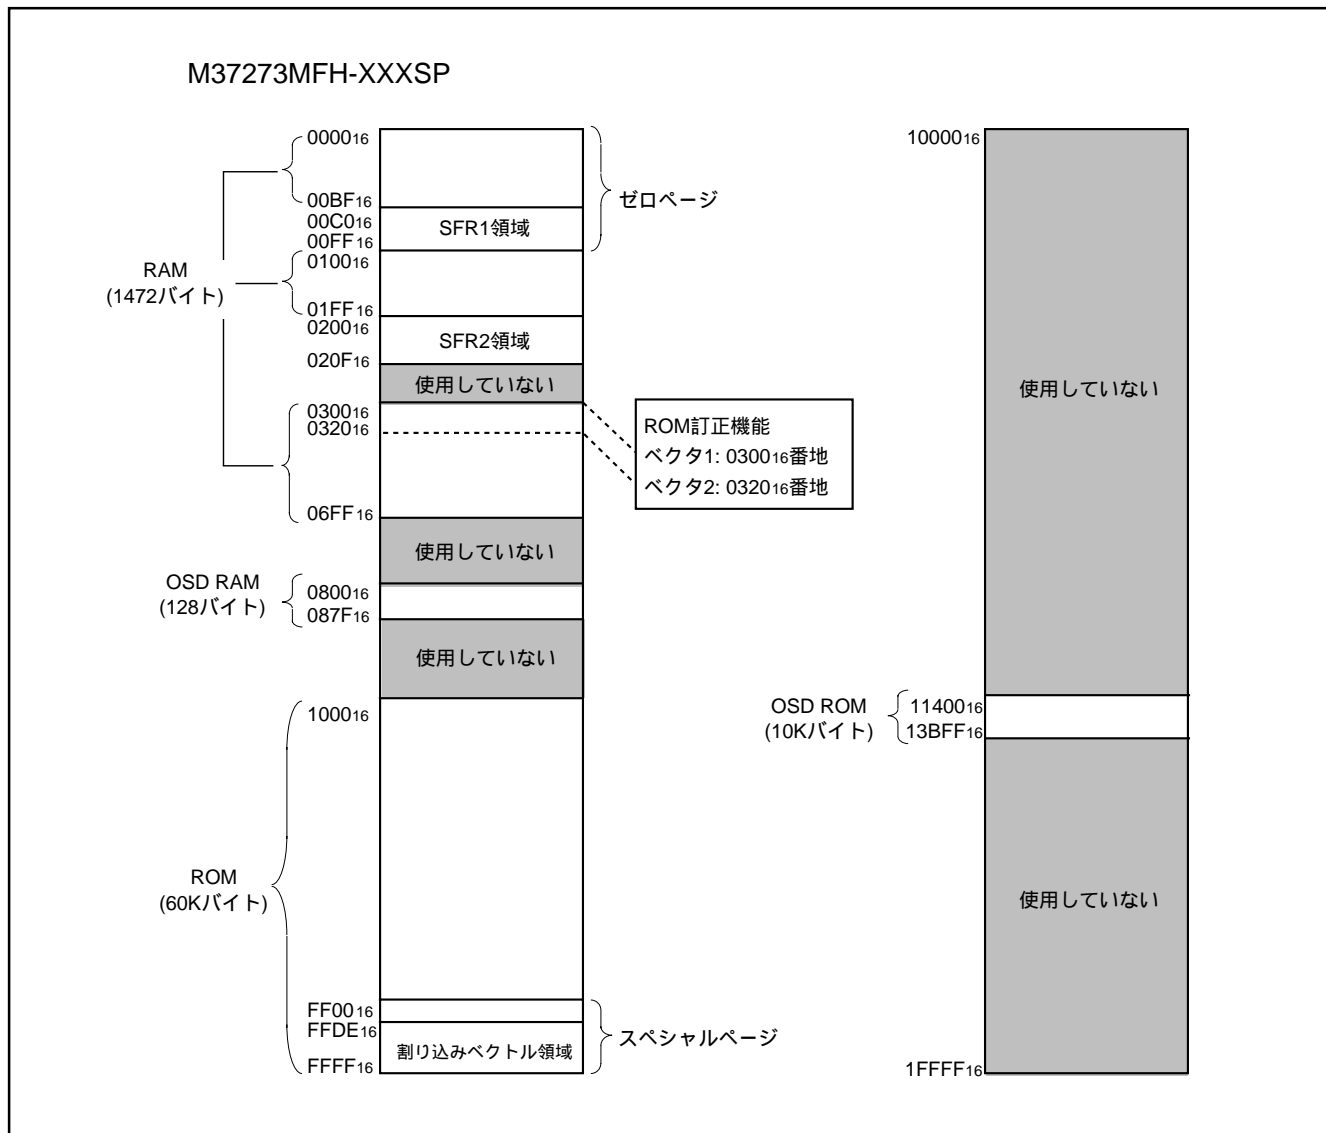 M37273MFH-XXXSP
000016
00BF16
00C016
00FF16
010016
01FF16
020016
020F16
030016
032016
06FF16
080016
087F16
100016
FF0016
FFDE16
FFFF16
RAM
(1472バイト)
OSD RAM
(128バイト)
ROM
(60Kバイト)
SFR1領域
SFR2領域
使用していない
使用していない
使用していない
割り込みベクトル領域
ゼロページ
ROM訂正機能
ベクタ1: 030016番地
ベクタ2: 032016番地
スペシャルページ
1000016
使用していない
OSD ROM
(10Kバイト)
1140016
13BFF16
使用していない
1FFFF16